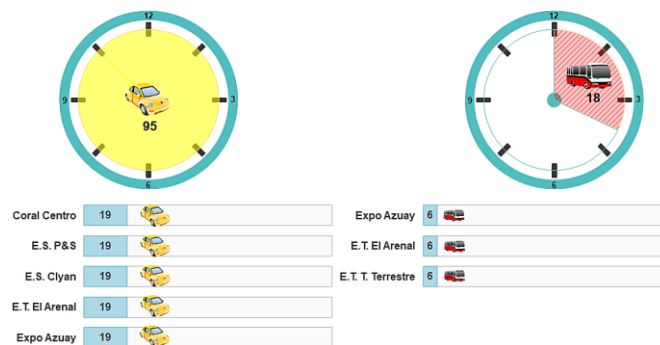 12
9
3
95
6
12
9
3
18
6
Coral Centro 19
E.S. P&S 19
E.S. Clyan 19
E.T. El Arenal 19
Expo Azuay 19
Expo Azuay 6
E.T. El Arenal 6
E.T. T. Terrestre 6